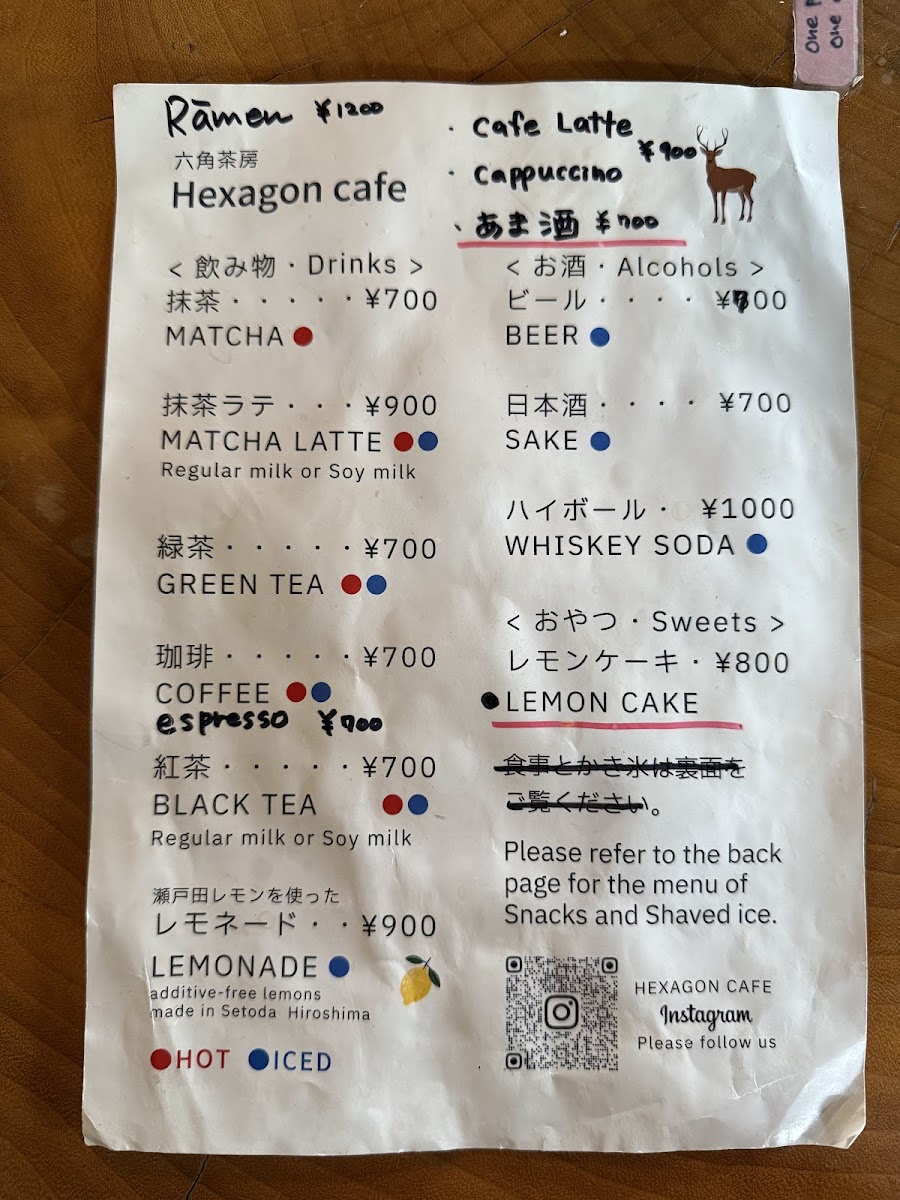 Rāmen ¥1200
六角茶房
Hexagon cafe
・Cafe Latte
¥900
・Cappuccino
・あま酒 ¥700
< 飲み物・Drinks >
抹茶・・・・・¥700
MATCHA
抹茶ラテ・・・¥900
MATCHA LATTE
Regular milk or Soy milk
緑茶・・・・・¥700
GREEN TEA
珈琲・・・・・¥700
COFFEE
espresso ¥700
紅茶・・・・・¥700
BLACK TEA
Regular milk or Soy milk
瀬戸田レモンを使った
レモネード・・¥900
LEMONADE
additive-free lemons
made in Setoda Hiroshima
HOT ICED
< お酒・Alcohols >
ビール・・・・ ¥700
BEER
日本酒・・・・ ¥700
SAKE
ハイボール・ ¥1000
WHISKEY SODA
< おやつ・Sweets >
レモンケーキ・¥800
LEMON CAKE
食事とかき氷は裏面を
ご覧ください。
Please refer to the back
page for the menu of
Snacks and Shaved ice.
HEXAGON CAFE
Instagram
Please follow us
one
one